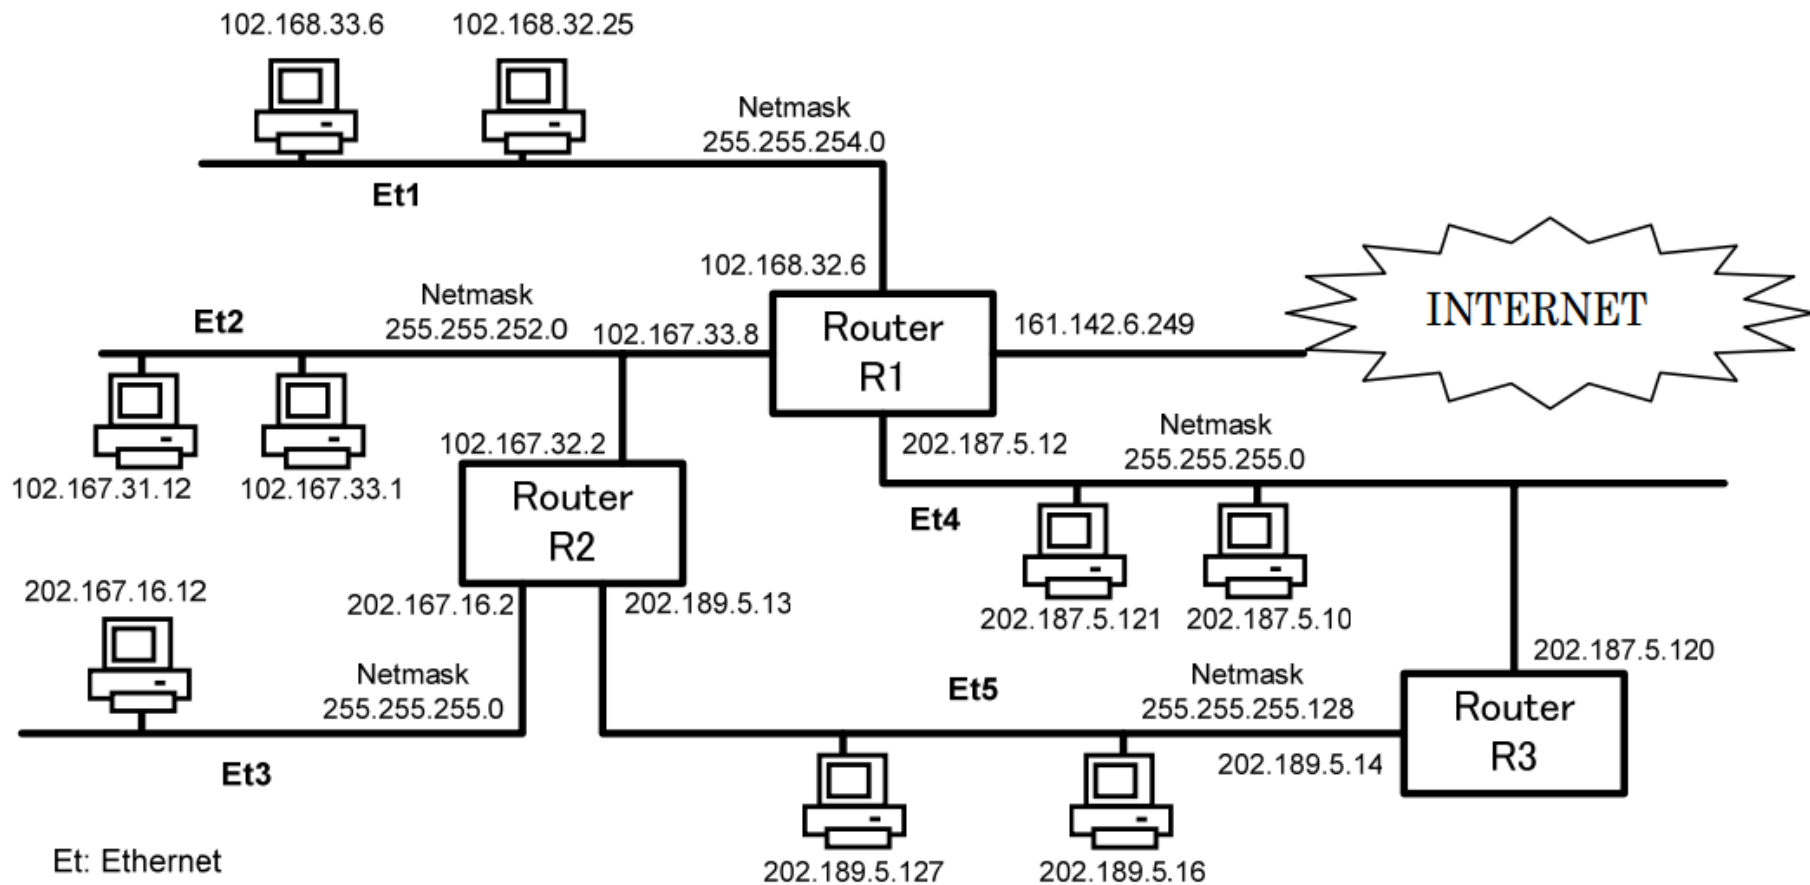 102.168.33.6
102.168.32.25
Netmask
255.255.254.0
Et1
102.168.32.6
Netmask
255.255.252.0
Et2
102.167.33.8
Router
R1
161.142.6.249
INTERNET
102.167.31.12
102.167.33.1
102.167.32.2
Router
R2
202.187.5.12
Netmask
255.255.255.0
Et4
202.187.5.121
202.187.5.10
202.167.16.12
202.167.16.2
202.189.5.13
Netmask
255.255.255.0
Et3
Et5
Netmask
255.255.255.128
202.187.5.120
Router
R3
202.189.5.14
202.189.5.127
202.189.5.16
Et: Ethernet